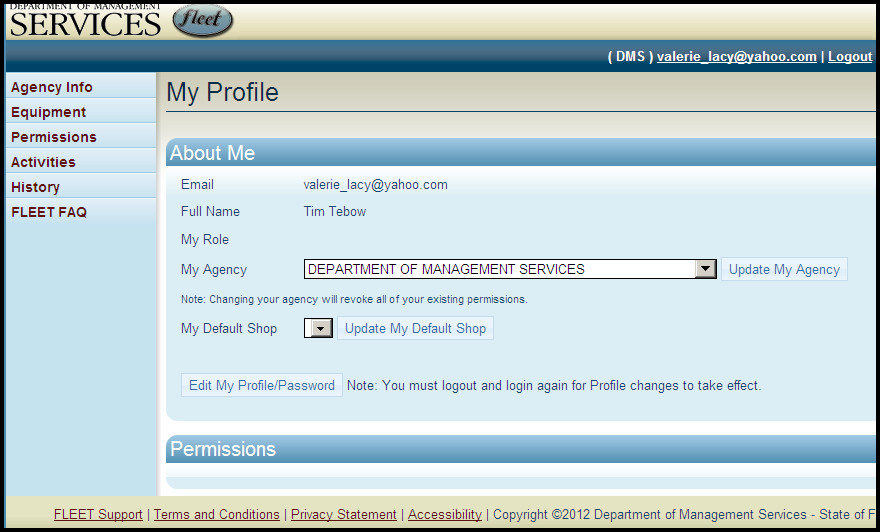 DEPARTMENT OF MANAGEMENT
SERVICES fleet
( DMS ) valerie_lacy@yahoo.com | Logout
Agency Info
Equipment
Permissions
Activities
History
FLEET FAQ
My Profile
About Me
Email valerie_lacy@yahoo.com
Full Name Tim Tebow
My Role
My Agency DEPARTMENT OF MANAGEMENT SERVICES Update My Agency
Note: Changing your agency will revoke all of your existing permissions.
My Default Shop Update My Default Shop
Edit My Profile/Password Note: You must logout and login again for Profile changes to take effect.
Permissions
FLEET Support | Terms and Conditions | Privacy Statement | Accessibility | Copyright ©2012 Department of Management Services - State of F